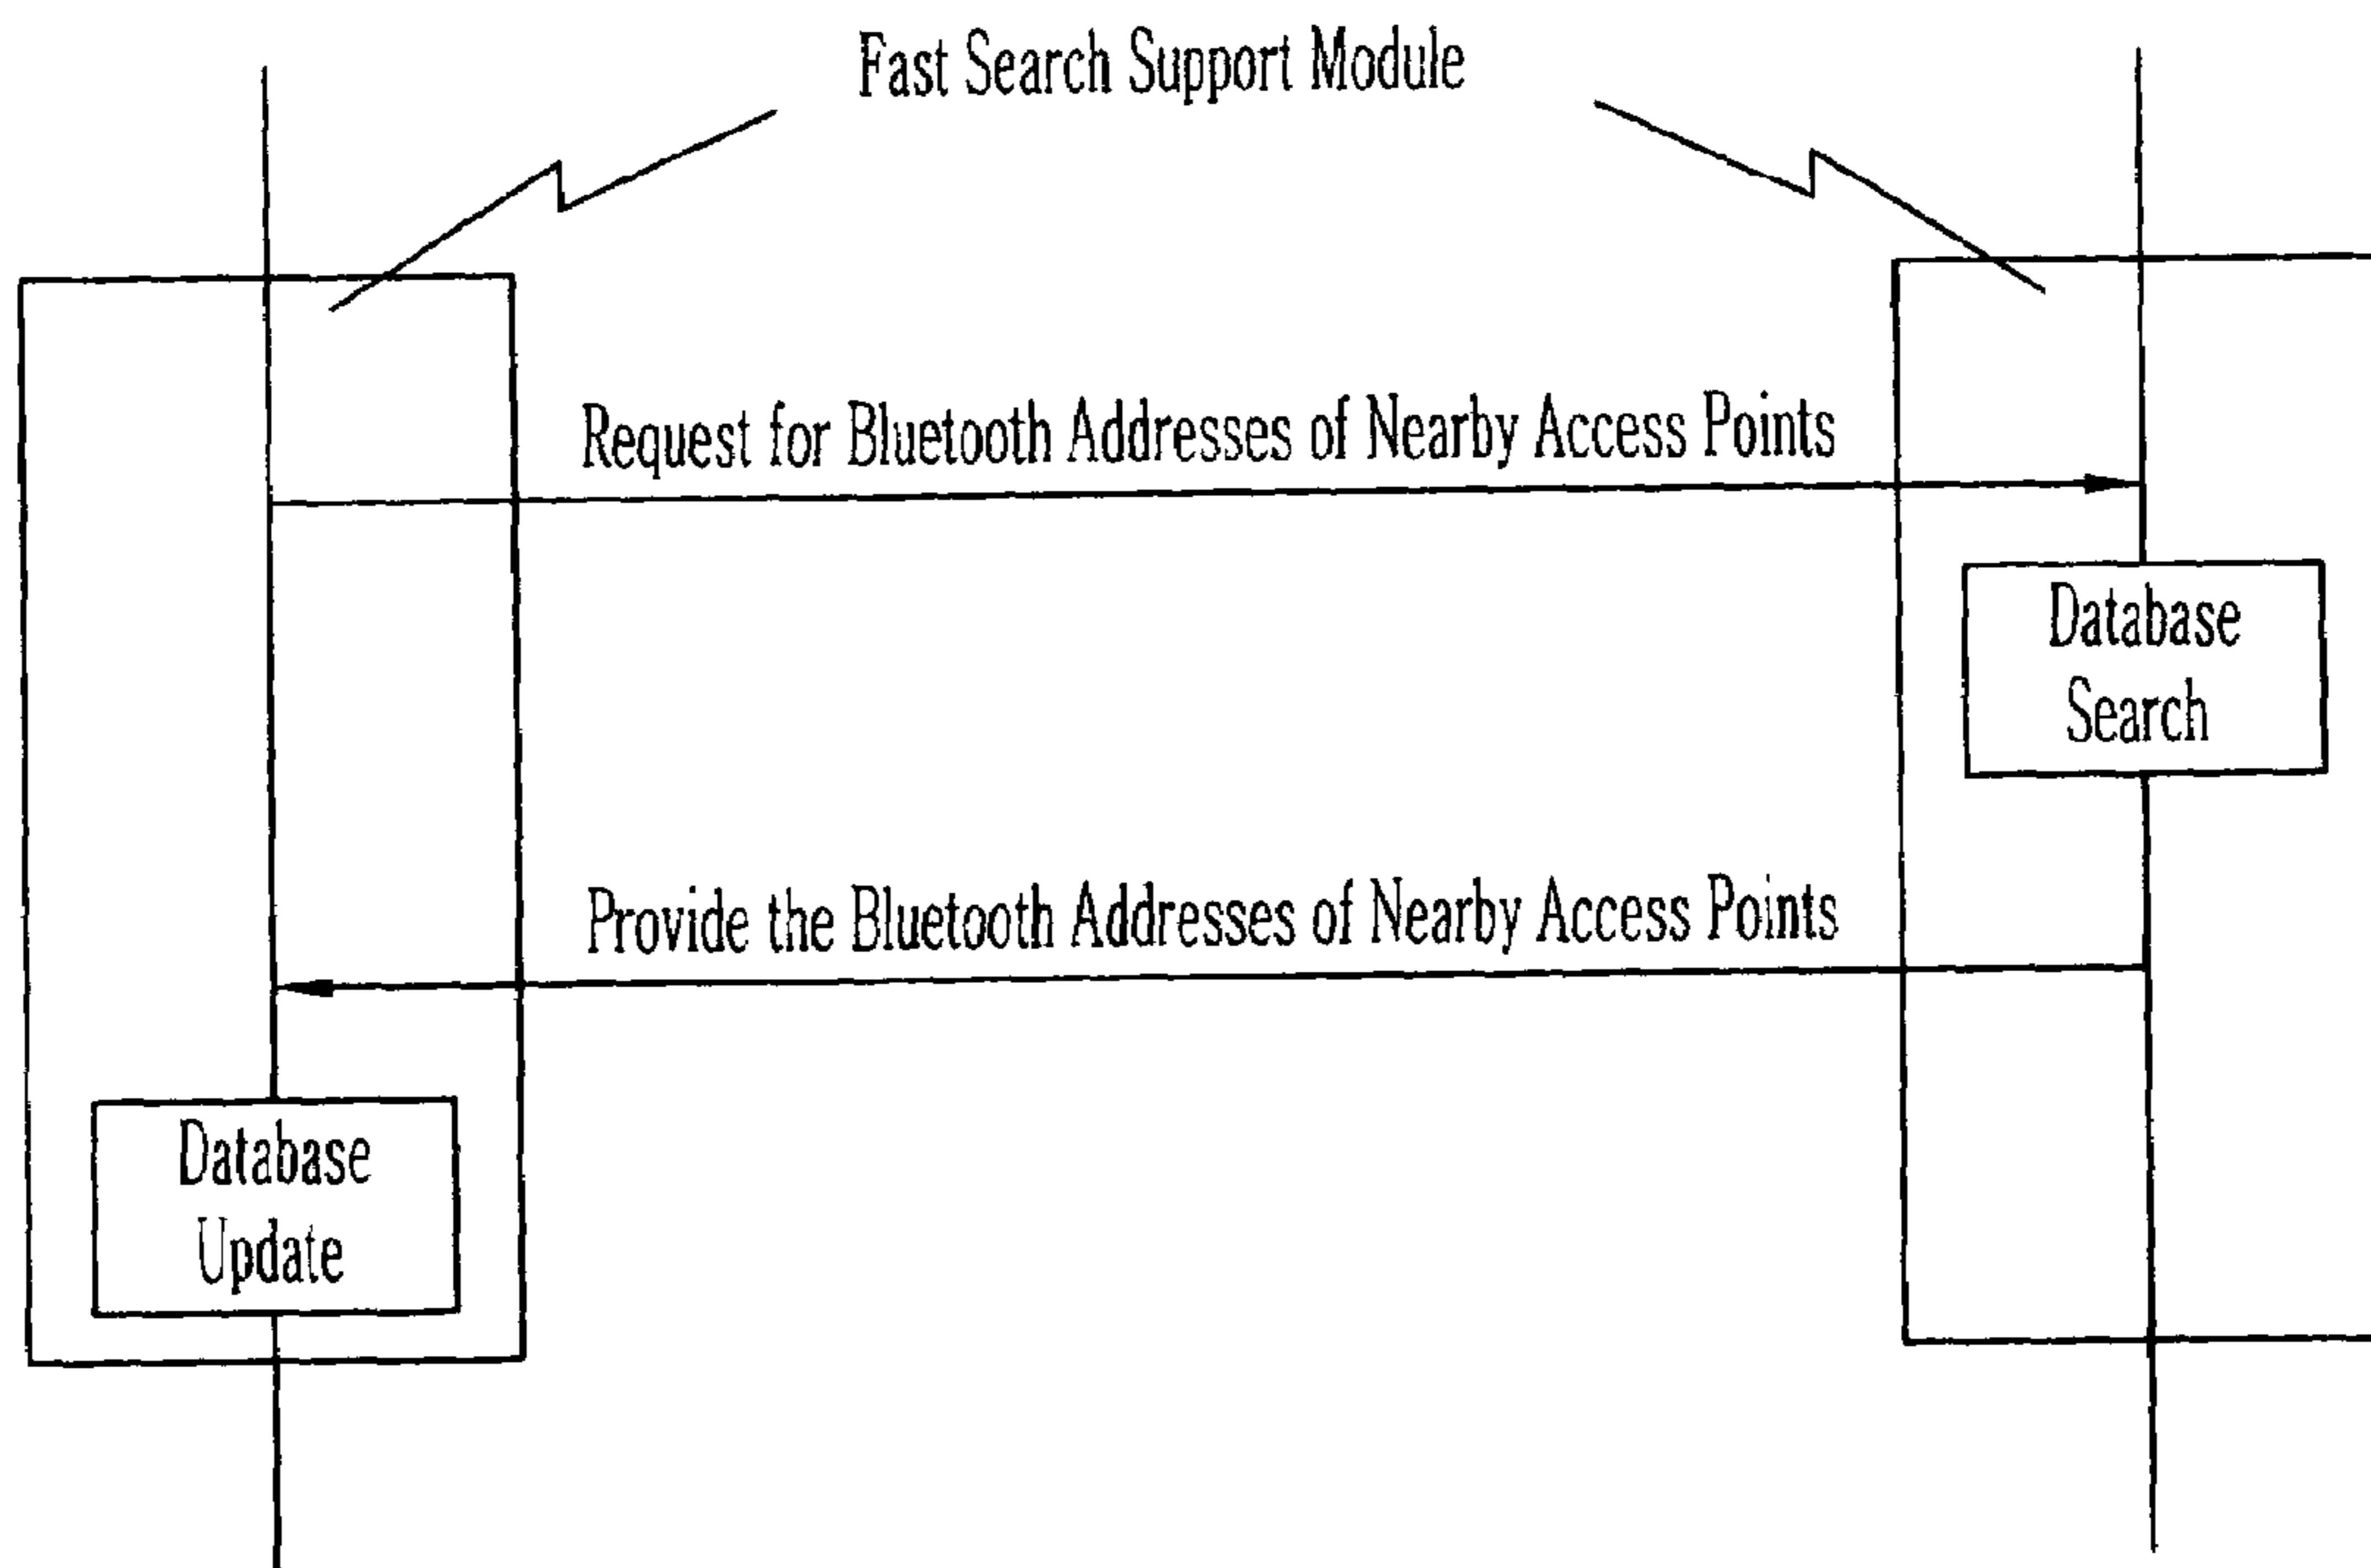 Fast Search Support Module
Request for Bluetooth Addresses of Nearby Access Points
Database
Search
Provide the Bluetooth Addresses of Nearby Access Points
Database
Update